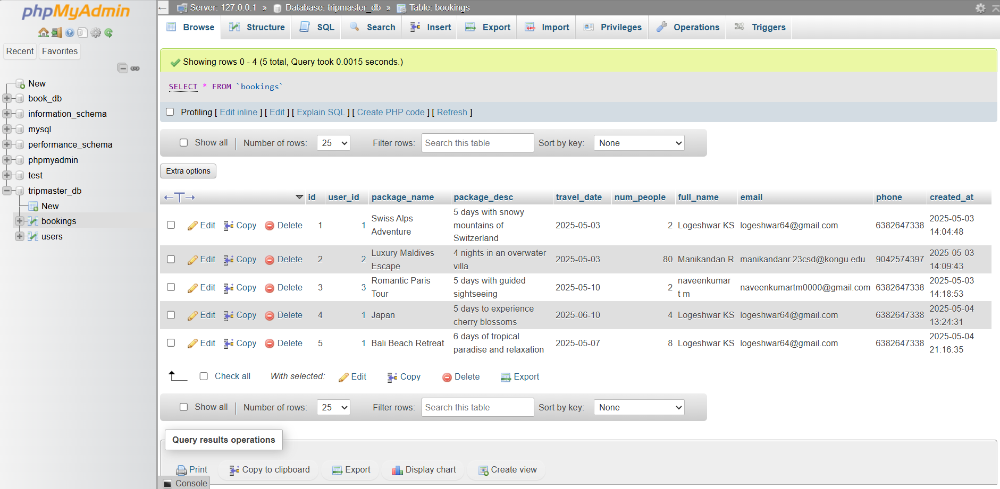 phpMyAdmin
Recent Favorites
New
book_db
information_schema
mysql
performance_schema
phpmyadmin
test
tripmaster_db
New
bookings
users
Server: 127.0.0.1 » Database: tripmaster_db » Table: bookings
Browse Structure SQL Search Insert Export Import Privileges Operations Triggers
Showing rows 0 - 4 (5 total, Query took 0.0015 seconds.)
SELECT * FROM `bookings`
Profiling [ Edit inline ] [ Edit ] [ Explain SQL ] [ Create PHP code ] [ Refresh ]
Show all Number of rows: 25 Filter rows: Search this table Sort by key: None
Extra options
←T→ id user_id package_name package_desc travel_date num_people full_name email phone created_at
Edit Copy Delete 1 1 Swiss Alps Adventure 5 days with snowy mountains of Switzerland 2025-05-03 2 Logeshwar KS logeshwar64@gmail.com 6382647338 2025-05-03 14:04:48
Edit Copy Delete 2 2 Luxury Maldives Escape 4 nights in an overwater villa 2025-05-03 80 Manikandan R manikandanr.23csd@kongu.edu 9042574397 2025-05-03 14:09:43
Edit Copy Delete 3 3 Romantic Paris Tour 5 days with guided sightseeing 2025-05-10 2 naveenkumar t m naveenkumartm0000@gmail.com 6382647338 2025-05-03 14:18:53
Edit Copy Delete 4 1 Japan 5 days to experience cherry blossoms 2025-06-10 4 Logeshwar KS logeshwar64@gmail.com 6382647338 2025-05-04 13:24:31
Edit Copy Delete 5 1 Bali Beach Retreat 6 days of tropical paradise and relaxation 2025-05-07 8 Logeshwar KS logeshwar64@gmail.com 6382647338 2025-05-04 21:16:35
Check all With selected: Edit Copy Delete Export
Show all Number of rows: 25 Filter rows: Search this table Sort by key: None
Query results operations
Print Copy to clipboard Export Display chart Create view
Console